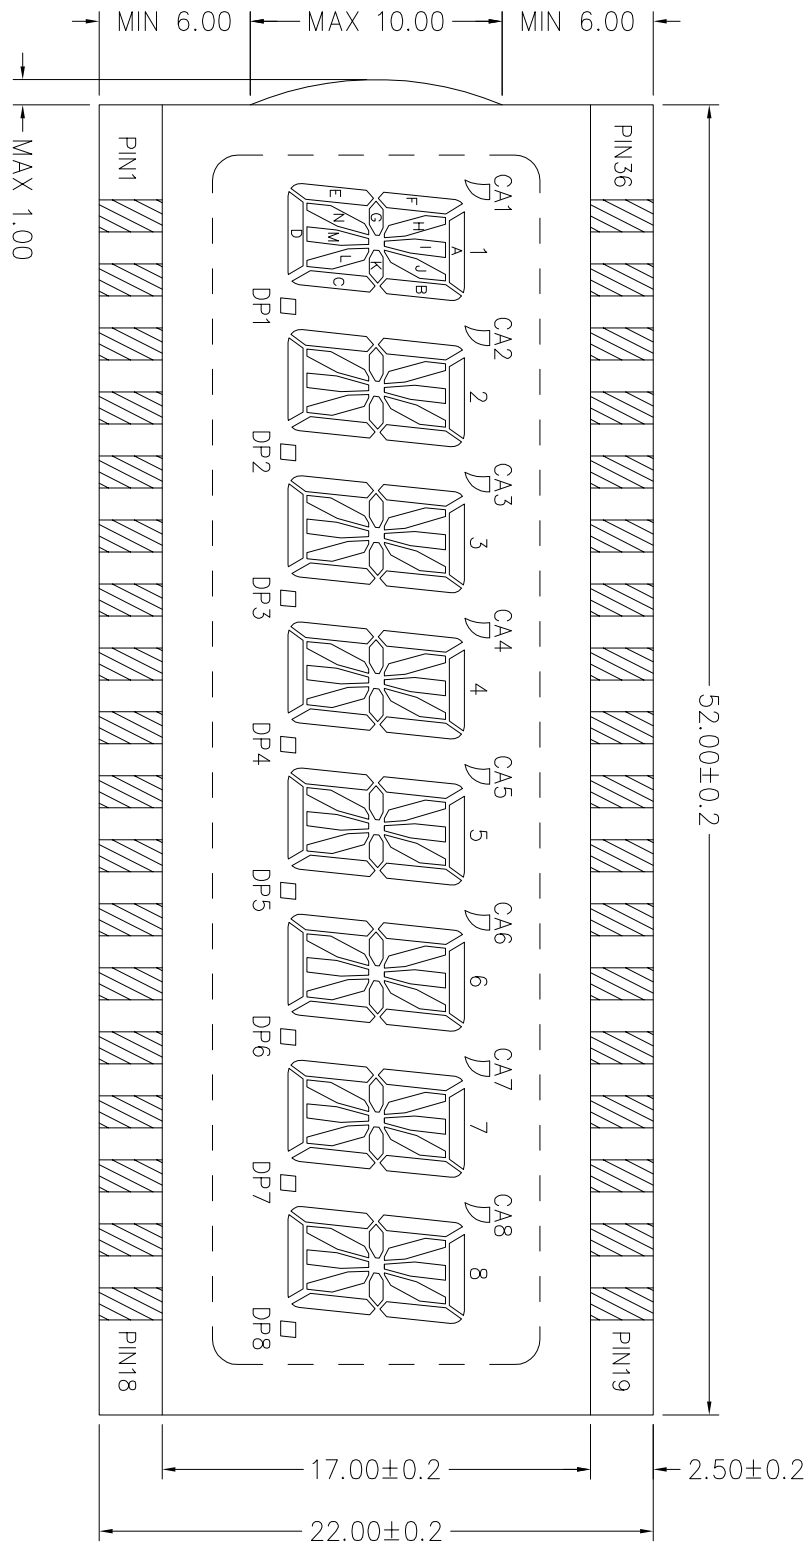 MIN 6.00
MAX 10.00
MIN 6.00
MAX 1.00
PIN1
PIN36
CA1
1
A
F
H
I
J
B
G
K
E
N
M
L
C
D
DP1
CA2
2
DP2
CA3
3
DP3
CA4
4
DP4
CA5
5
DP5
CA6
6
DP6
CA7
7
DP7
CA8
8
DP8
PIN18
PIN19
52.00±0.2
17.00±0.2
2.50±0.2
22.00±0.2